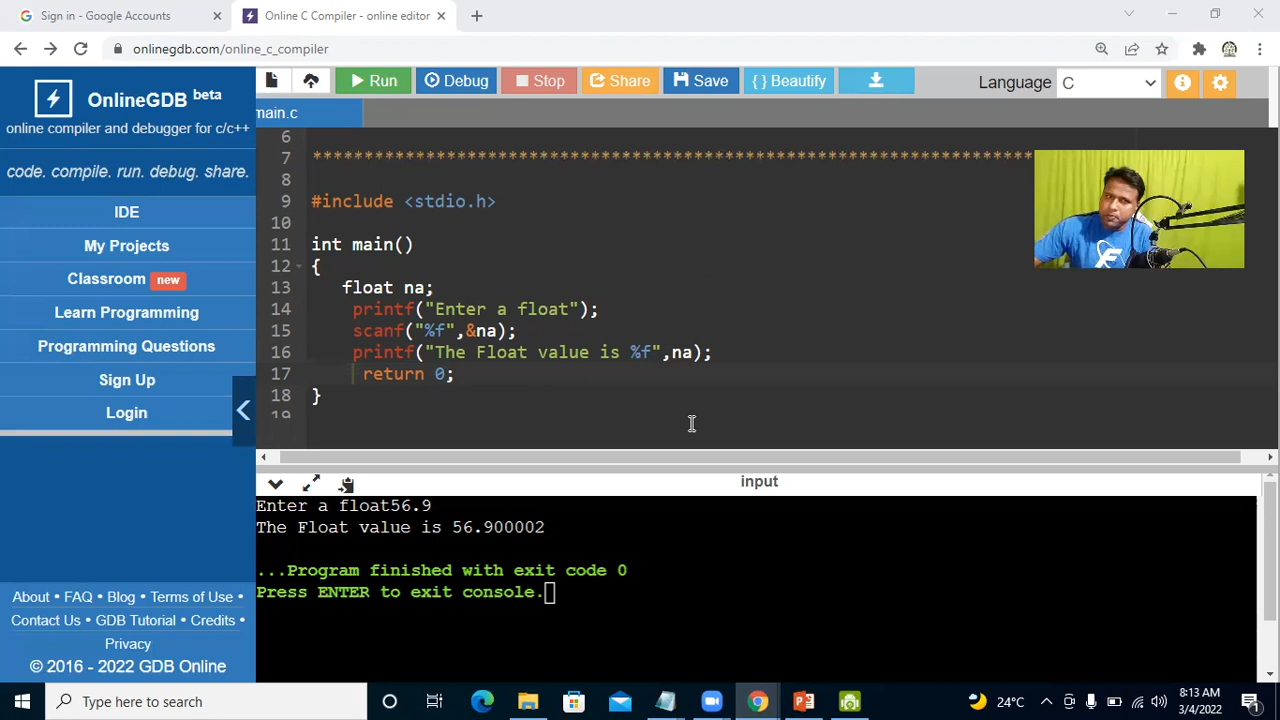 Sign in - Google Accounts
Online C Compiler - online editor
onlinegdb.com/online_c_compiler
OnlineGDB beta
online compiler and debugger for c/c++
code. compile. run. debug. share.
IDE
My Projects
Classroom new
Learn Programming
Programming Questions
Sign Up
Login
About • FAQ • Blog • Terms of Use •
Contact Us • GDB Tutorial • Credits •
Privacy
© 2016 - 2022 GDB Online
Run
Debug
Stop
Share
Save
{ } Beautify
Language C
main.c
6
7 **********************************************************************
8
9 #include <stdio.h>
10
11 int main()
12 {
13 float na;
14 printf("Enter a float");
15 scanf("%f",&na);
16 printf("The Float value is %f",na);
17 return 0;
18 }
19
input
Enter a float56.9
The Float value is 56.900002
...Program finished with exit code 0
Press ENTER to exit console.
Type here to search
24°C
8:13 AM
3/4/2022
1